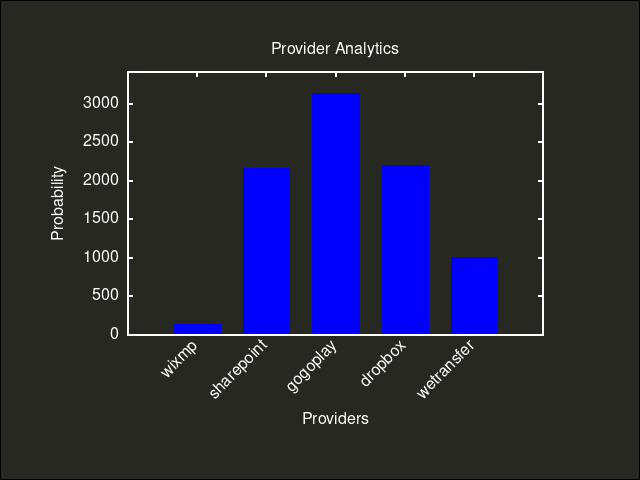 Provider Analytics
Probability
3000
2500
2000
1500
1000
500
0
wixmp
sharepoint
gogoplay
dropbox
wetransfer
Providers